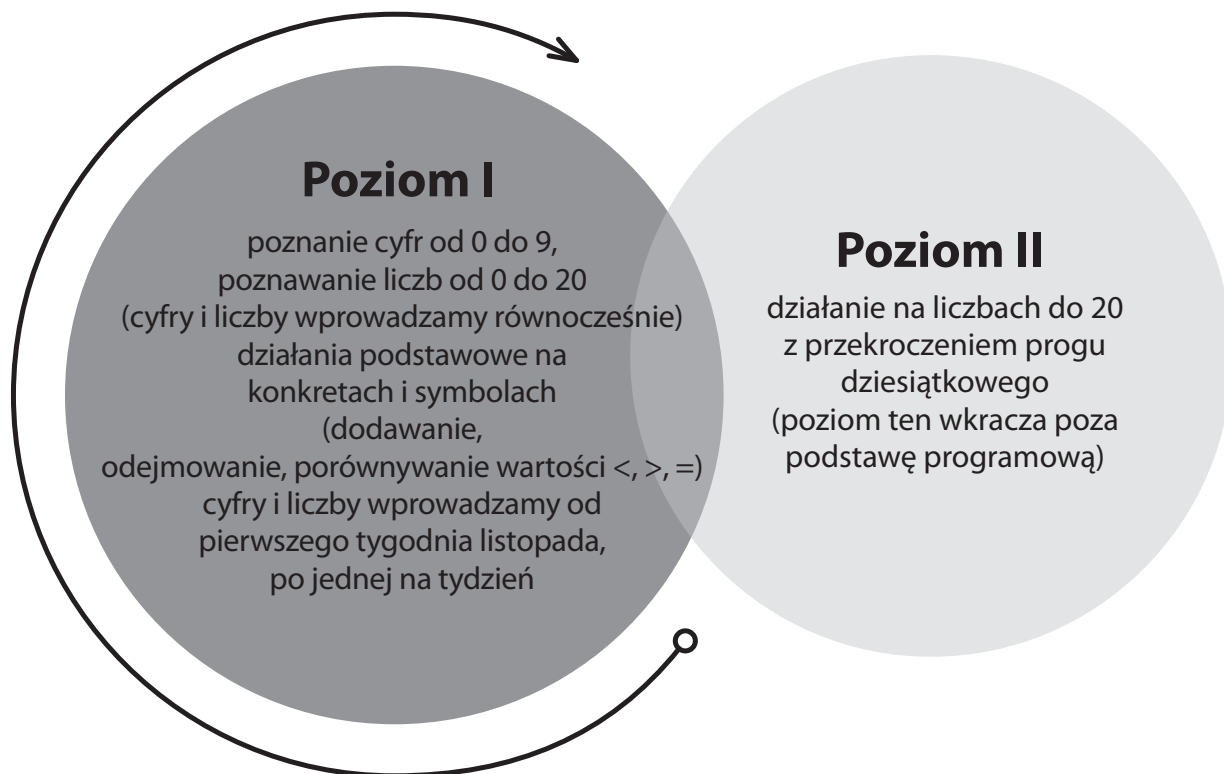 Poziom I
poznanie cyfr od 0 do 9,
poznawanie liczb od 0 do 20
(cyfry i liczby wprowadzamy równocześnie)
działania podstawowe na
konkretach i symbolach
(dodawanie,
odejmowanie, porównywanie wartości <, >, =)
cyfry i liczby wprowadzamy od
pierwszego tygodnia listopada,
po jednej na tydzień
Poziom II
działanie na liczbach do 20
z przekroczeniem progu
dziesiątkowego
(poziom ten wkracza poza
podstawę programową)